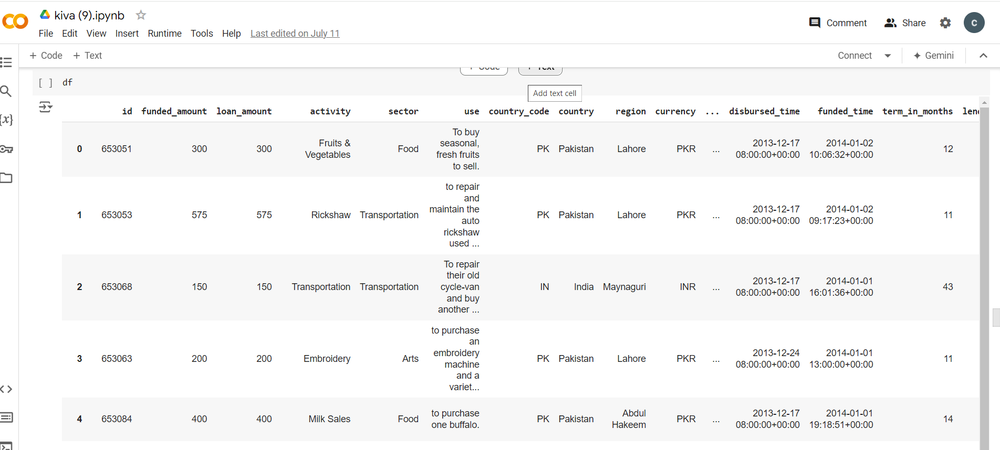 kiva (9).ipynb
Comment
Share
C
File Edit View Insert Runtime Tools Help Last edited on July 11
+ Code + Text
Connect
Gemini
+ Code + Text
[ ] df
Add text cell
id funded_amount loan_amount activity sector use country_code country region currency ... disbursed_time funded_time term_in_months
0 653051 300 300 Fruits & Vegetables Food To buy seasonal, fresh fruits to sell. PK Pakistan Lahore PKR ... 2013-12-17 08:00:00+00:00 2014-01-02 10:06:32+00:00 12
1 653053 575 575 Rickshaw Transportation to repair and maintain the auto rickshaw used ... PK Pakistan Lahore PKR ... 2013-12-17 08:00:00+00:00 2014-01-02 09:17:23+00:00 11
2 653068 150 150 Transportation Transportation To repair their old cycle-van and buy another ... IN India Maynaguri INR ... 2013-12-17 08:00:00+00:00 2014-01-01 16:01:36+00:00 43
3 653063 200 200 Embroidery Arts to purchase an embroidery machine and a variet... PK Pakistan Lahore PKR ... 2013-12-24 08:00:00+00:00 2014-01-01 13:00:00+00:00 11
4 653084 400 400 Milk Sales Food to purchase one buffalo. PK Pakistan Abdul Hakeem PKR ... 2013-12-17 08:00:00+00:00 2014-01-01 19:18:51+00:00 14